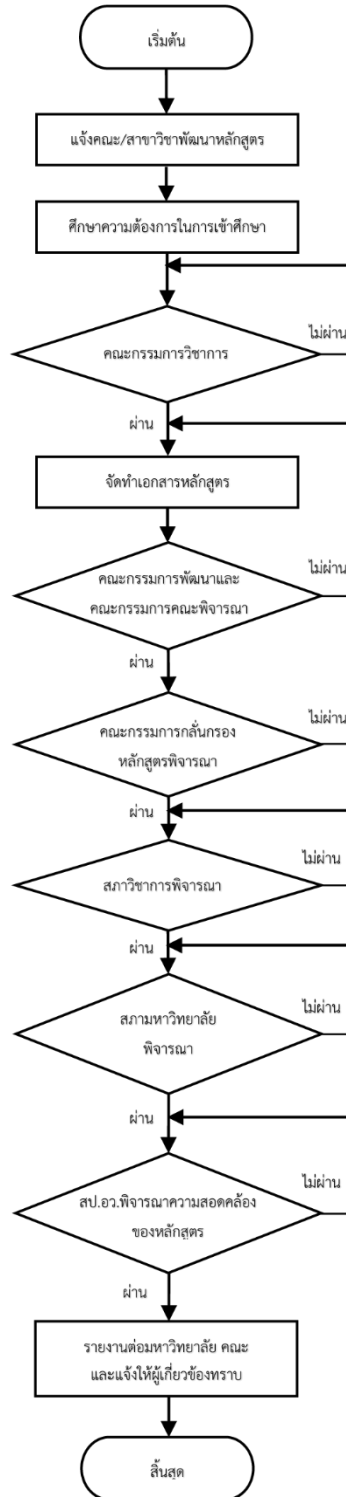 เริ่มต้น
แจ้งคณะ/สาขาวิชาพัฒนาหลักสูตร
ศึกษาความต้องการในการเข้าศึกษา
คณะกรรมการวิชาการ
ไม่ผ่าน
ผ่าน
จัดทำเอกสารหลักสูตร
คณะกรรมการพัฒนาและ
คณะกรรมการคณะพิจารณา
ไม่ผ่าน
ผ่าน
คณะกรรมการกลั่นกรอง
หลักสูตรพิจารณา
ไม่ผ่าน
ผ่าน
สภาวิชาการพิจารณา
ไม่ผ่าน
ผ่าน
สภามหาวิทยาลัย
พิจารณา
ไม่ผ่าน
ผ่าน
สป.อว.พิจารณาความสอดคล้อง
ของหลักสูตร
ไม่ผ่าน
ผ่าน
รายงานต่อมหาวิทยาลัย คณะ
และแจ้งให้ผู้เกี่ยวข้องทราบ
สิ้นสุด